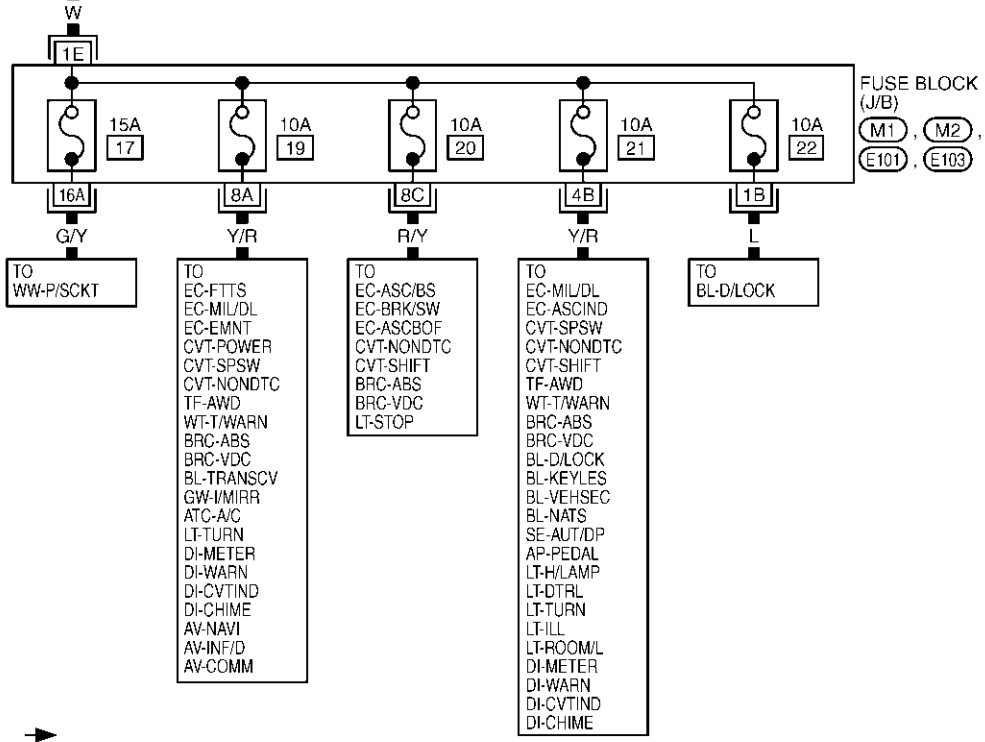 W
1E
FUSE BLOCK
(J/B)
M1 , M2 ,
E101 , E103
15A
17
10A
19
10A
20
10A
21
10A
22
16A
8A
8C
4B
1B
G/Y
Y/R
R/Y
Y/R
L
TO
WW-P/SCKT
TO
EC-FTTS
EC-MIL/DL
EC-EMNT
CVT-POWER
CVT-SPSW
CVT-NONDTC
TF-AWD
WT-T/WARN
BRC-ABS
BRC-VDC
BL-TRANSCV
GW-I/MIRR
ATC-A/C
LT-TURN
DI-METER
DI-WARN
DI-CVTIND
DI-CHIME
AV-NAVI
AV-INF/D
AV-COMM
TO
EC-ASC/BS
EC-BRK/SW
EC-ASCBOF
CVT-NONDTC
CVT-SHIFT
BRC-ABS
BRC-VDC
LT-STOP
TO
EC-MIL/DL
EC-ASCIND
CVT-SPSW
CVT-NONDTC
CVT-SHIFT
TF-AWD
WT-T/WARN
BRC-ABS
BRC-VDC
BL-D/LOCK
BL-KEYLES
BL-VEHSEC
BL-NATS
SE-AUT/DP
AP-PEDAL
LT-H/LAMP
LT-DTRL
LT-TURN
LT-ILL
LT-ROOM/L
DI-METER
DI-WARN
DI-CVTIND
DI-CHIME
TO
BL-D/LOCK